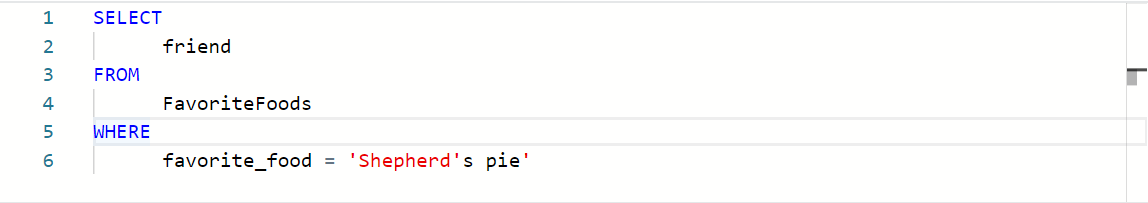 1 SELECT
2 friend
3 FROM
4 FavoriteFoods
5 WHERE
6 favorite_food = 'Shepherd's pie'